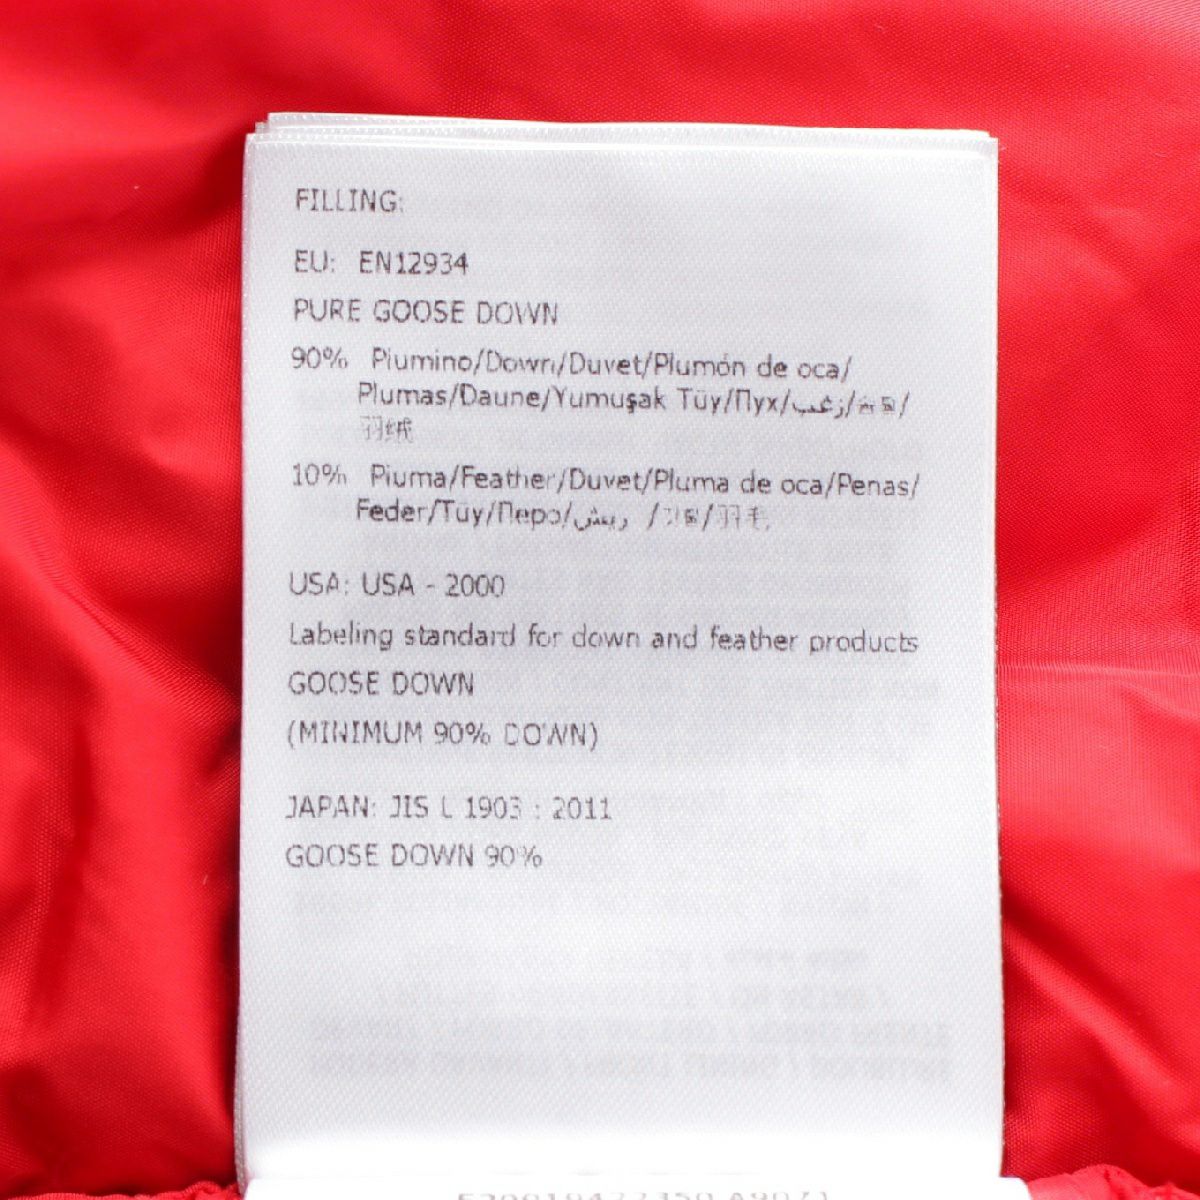 FILLING:
EU: EN12934
PURE GOOSE DOWN
90% Piumino/Down/Duvet/Plumón de oca/
Plumas/Daune/Yumuşak Tüy/Пух/زغب/
羽绒
10% Piuma/Feather/Duvet/Pluma de oca/Penas/
Feder/Tüy/Перо/ريش /羽毛
USA: USA - 2000
Labeling standard for down and feather products
GOOSE DOWN
(MINIMUM 90% DOWN)
JAPAN: JIS L 1903 : 2011
GOOSE DOWN 90%